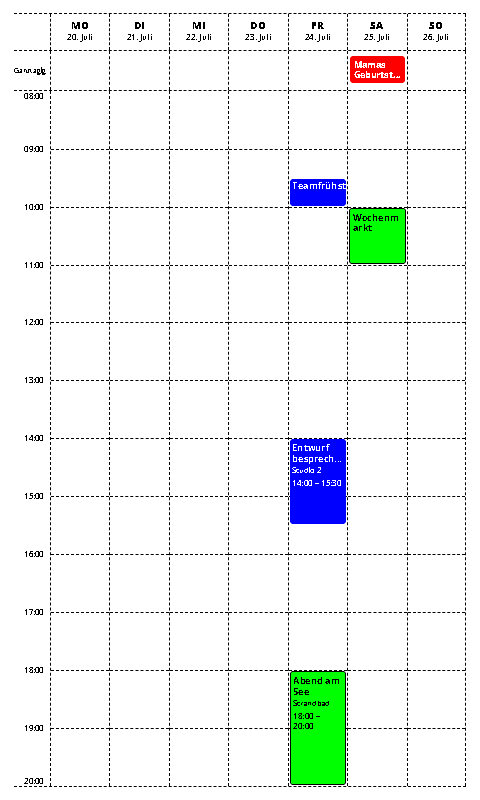 MO DI MI DO FR SA SO
20. Juli 21. Juli 22. Juli 23. Juli 24. Juli 25. Juli 26. Juli
Ganztägig
Mamas
Geburtst...
08:00
09:00
Teamfrühst
10:00
Wochenm
arkt
11:00
12:00
13:00
14:00
Entwurf
besprech...
Studio 2
14:00 – 15:30
15:00
16:00
17:00
18:00
Abend am
See
Strandbad
18:00 –
20:00
19:00
20:00